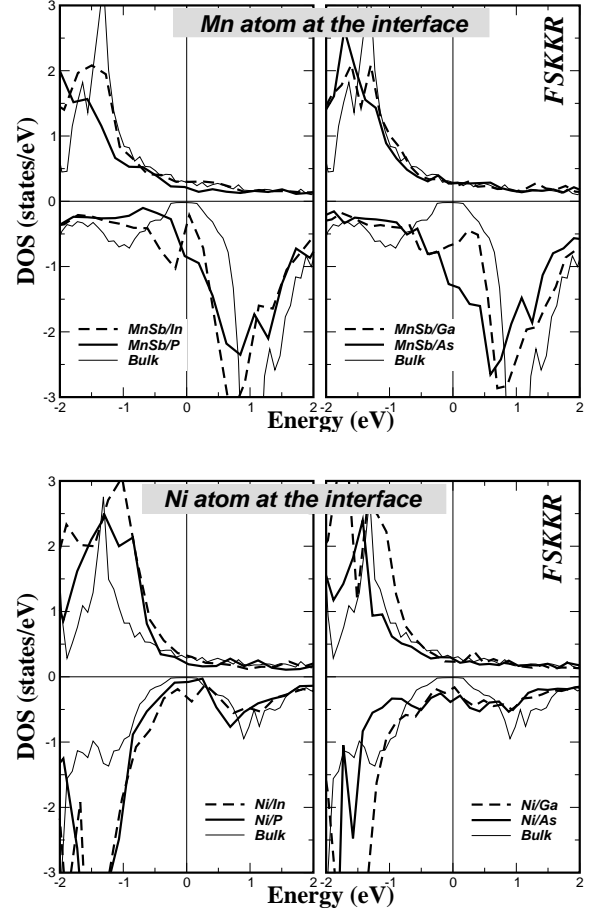 Mn atom at the interface
FSKKR
DOS (states/eV)
3
2
1
0
-1
-2
-3
MnSb/In
MnSb/P
Bulk
MnSb/Ga
MnSb/As
Bulk
-2 -1 0 1 2 -2 -1 0 1 2
Energy (eV)
Ni atom at the interface
FSKKR
DOS (states/eV)
3
2
1
0
-1
-2
-3
Ni/In
Ni/P
Bulk
Ni/Ga
Ni/As
Bulk
-2 -1 0 1 2 -2 -1 0 1 2
Energy (eV)